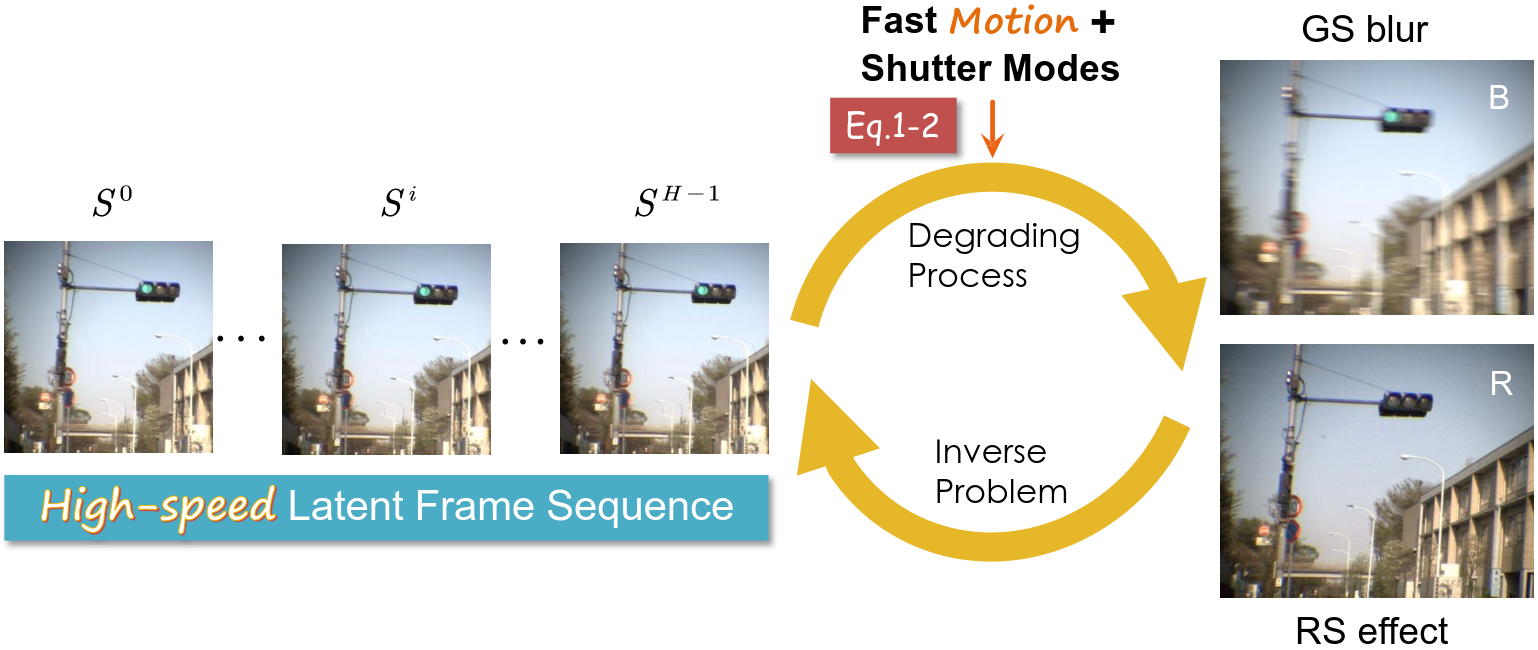 S^0
S^i
S^{H-1}
. . .
. . .
High-speed Latent Frame Sequence
Fast Motion +
Shutter Modes
Eq.1-2
Degrading
Process
Inverse
Problem
GS blur
B
R
RS effect